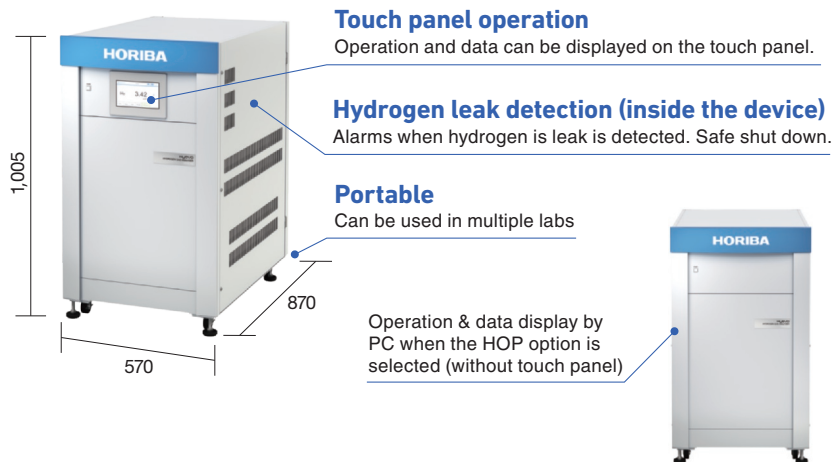 Touch panel operation
Operation and data can be displayed on the touch panel.
HORIBA
3.42
Hydrogen leak detection (inside the device)
Alarms when hydrogen is leak is detected. Safe shut down.
1,005
Portable
Can be used in multiple labs
HORIBA
870
570
Operation & data display by
PC when the HOP option is
selected (without touch panel)